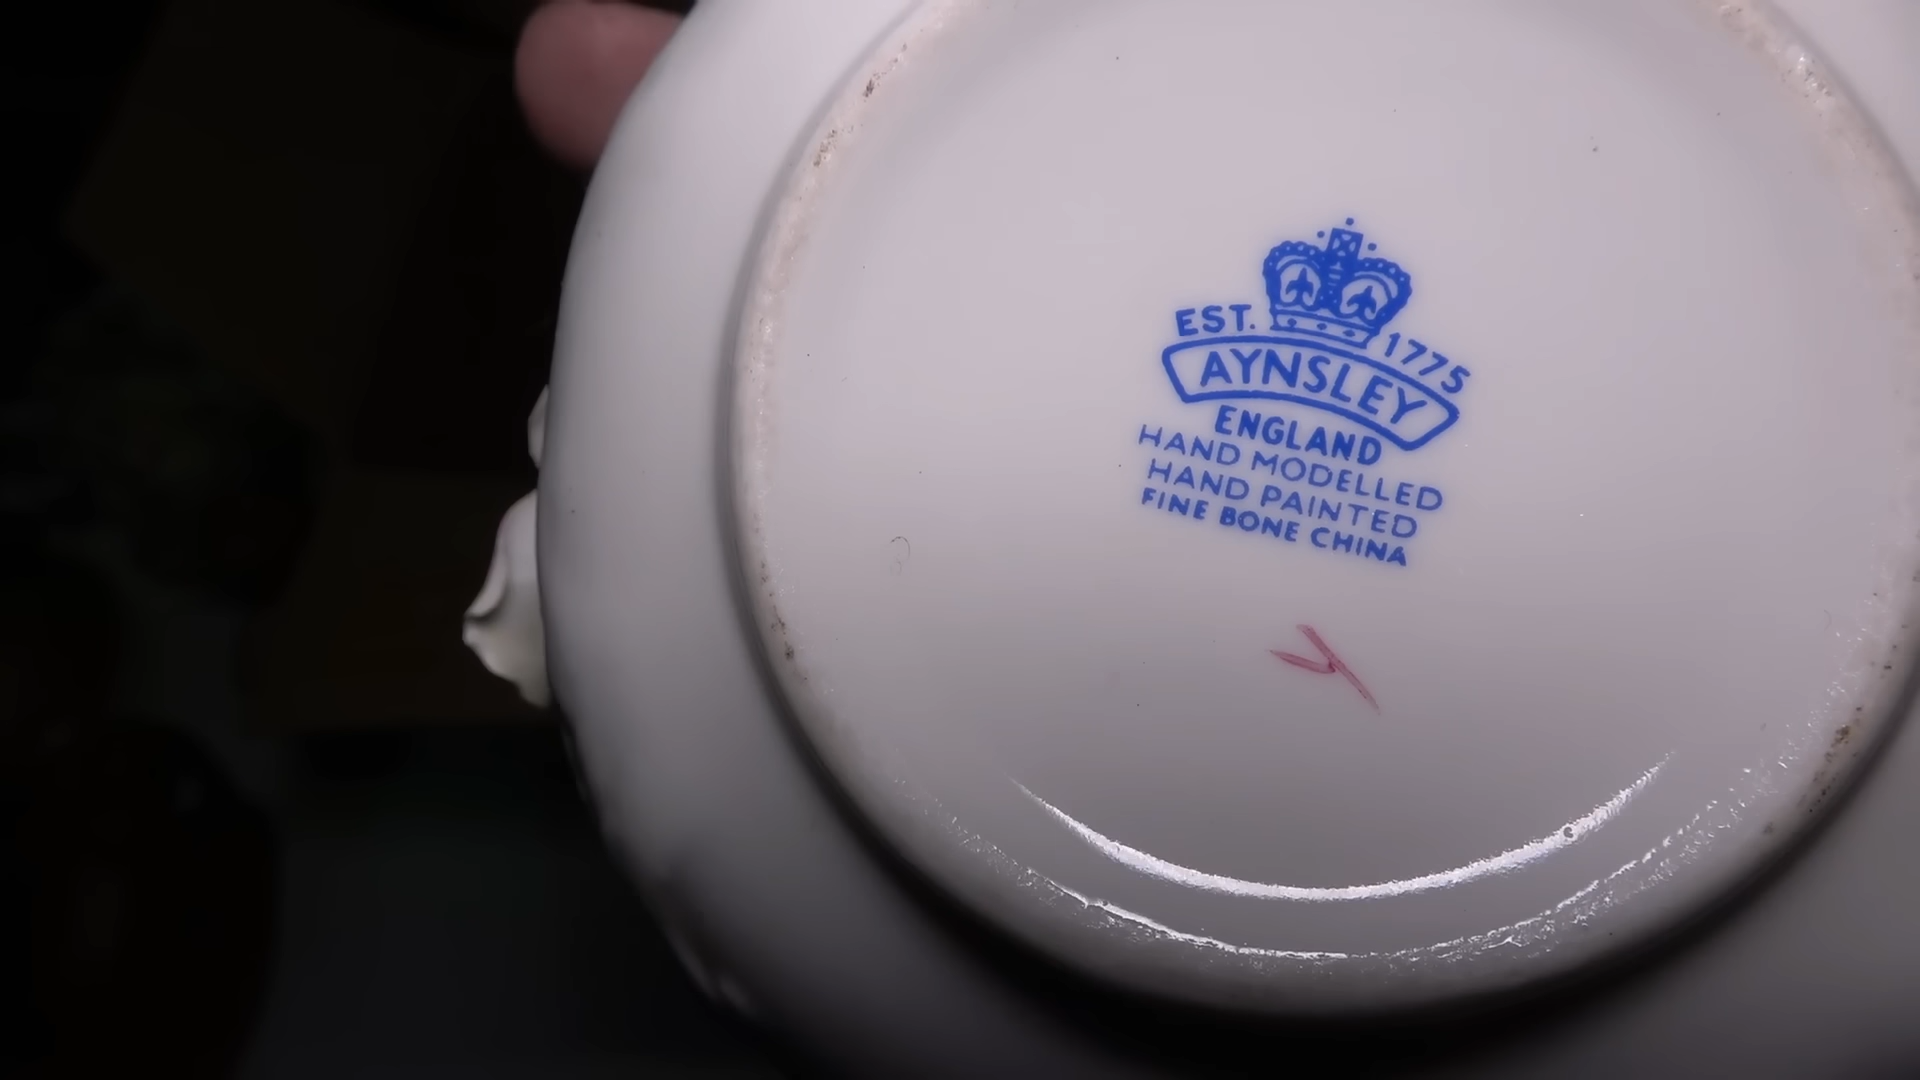 EST. 1775
AYNSLEY
ENGLAND
HAND MODELLED
HAND PAINTED
FINE BONE CHINA